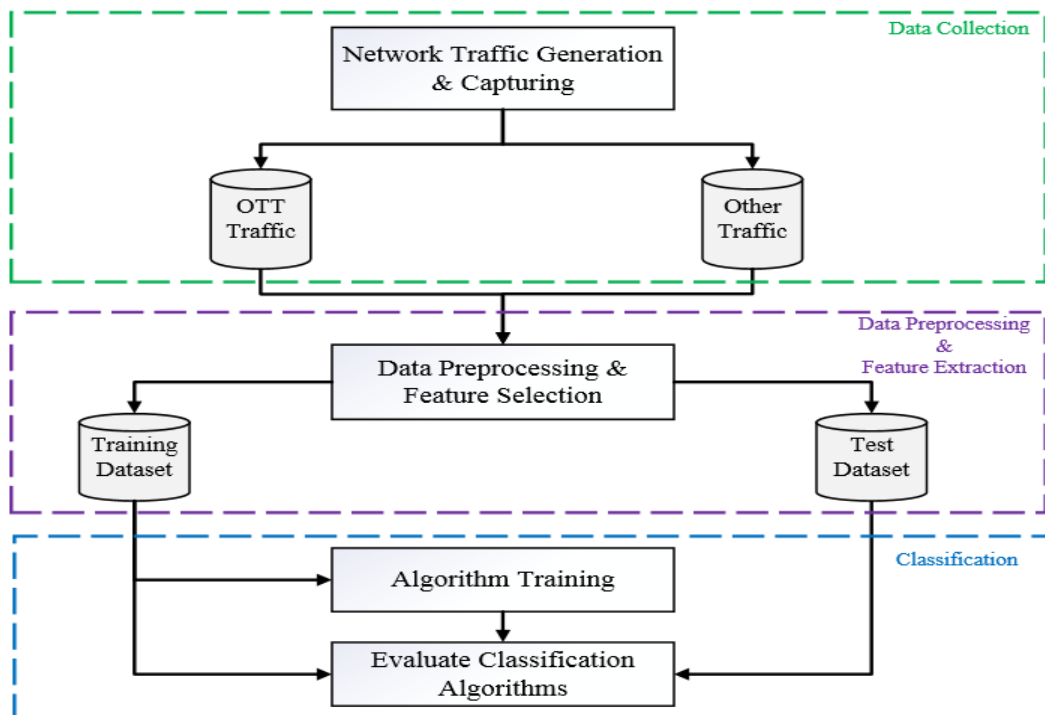 Data Collection
Network Traffic Generation
& Capturing
OTT
Traffic
Other
Traffic
Data Preprocessing
&
Feature Extraction
Data Preprocessing &
Feature Selection
Training
Dataset
Test
Dataset
Classification
Algorithm Training
Evaluate Classification
Algorithms